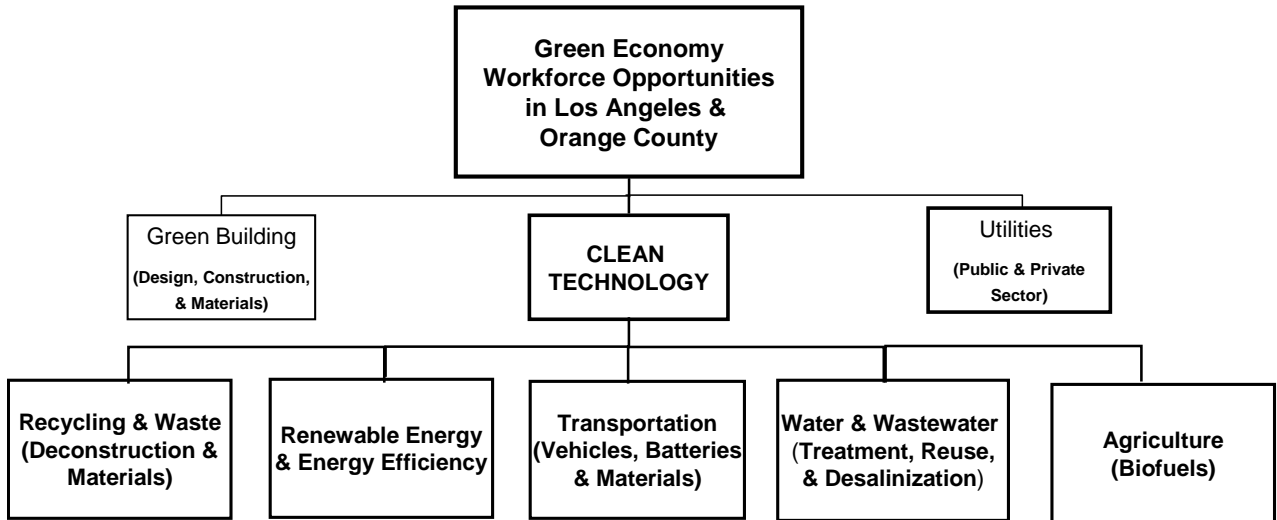 Green Economy
Workforce Opportunities
in Los Angeles &
Orange County
Green Building
(Design, Construction,
& Materials)
CLEAN
TECHNOLOGY
Utilities
(Public & Private
Sector)
Recycling & Waste
(Deconstruction &
Materials)
Renewable Energy
& Energy Efficiency
Transportation
(Vehicles, Batteries
& Materials)
Water & Wastewater
(Treatment, Reuse,
& Desalinization)
Agriculture
(Biofuels)